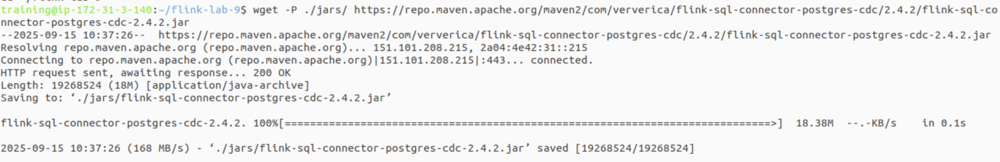 training@ip-172-31-3-140:~/flink-lab-9$ wget -P ./jars/ https://repo.maven.apache.org/maven2/com/ververica/flink-sql-connector-postgres-cdc/2.4.2/flink-sql-co
nnector-postgres-cdc-2.4.2.jar
--2025-09-15 10:37:26--  https://repo.maven.apache.org/maven2/com/ververica/flink-sql-connector-postgres-cdc/2.4.2/flink-sql-connector-postgres-cdc-2.4.2.jar
Resolving repo.maven.apache.org (repo.maven.apache.org)... 151.101.208.215, 2a04:4e42:31::215
Connecting to repo.maven.apache.org (repo.maven.apache.org)|151.101.208.215|:443... connected.
HTTP request sent, awaiting response... 200 OK
Length: 19268524 (18M) [application/java-archive]
Saving to: ‘./jars/flink-sql-connector-postgres-cdc-2.4.2.jar’
flink-sql-connector-postgres-cdc-2.4.2. 100%[=============================================================================>]  18.38M  --.-KB/s    in 0.1s
2025-09-15 10:37:26 (168 MB/s) - ‘./jars/flink-sql-connector-postgres-cdc-2.4.2.jar’ saved [19268524/19268524]